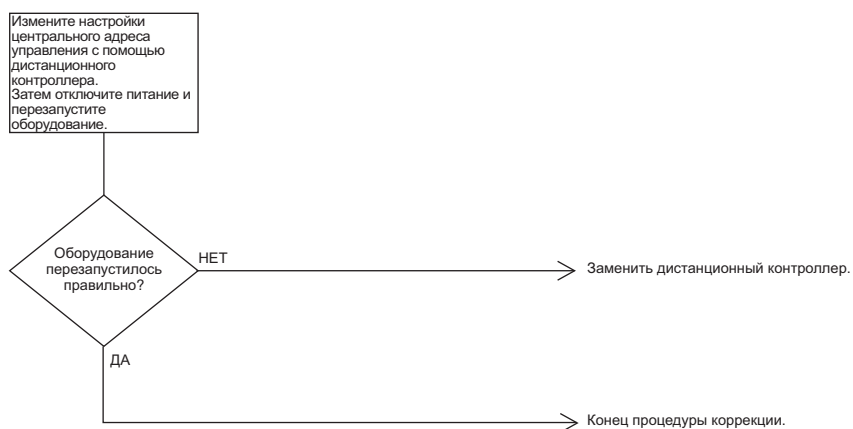 Измените настройки
центрального адреса
управления с помощью
дистанционного
контроллера.
Затем отключите питание и
перезапустите
оборудование.
Оборудование
перезапустилось
правильно?
НЕТ
Заменить дистанционный контроллер.
ДА
Конец процедуры коррекции.